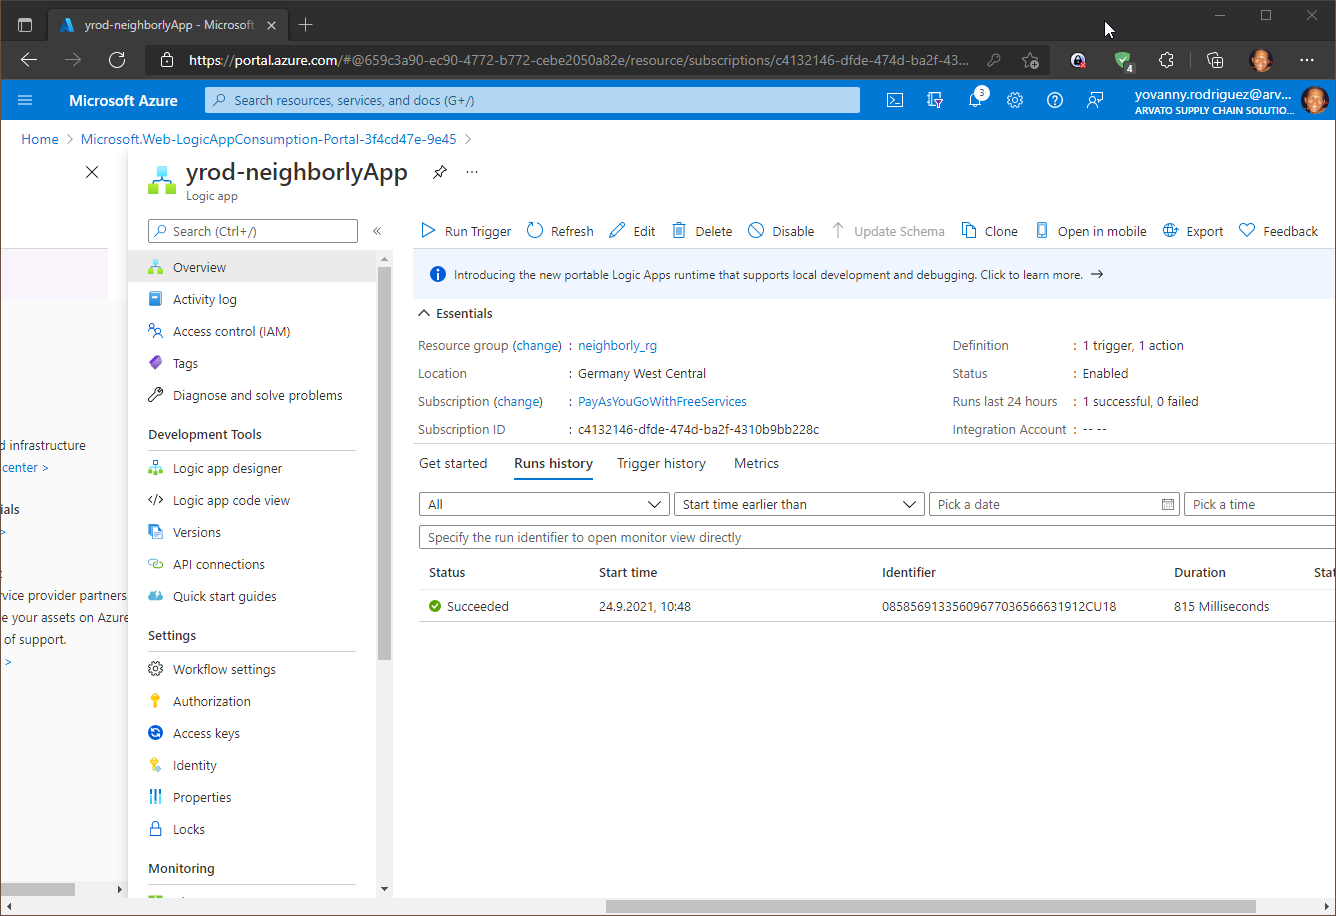 yrod-neighborlyApp - Microsoft
https://portal.azure.com/#@659c3a90-ec90-4772-b772-cebe2050a82e/resource/subscriptions/c4132146-dfde-474d-ba2f-43...
4
Microsoft Azure
Search resources, services, and docs (G+/)
3
yovanny.rodriguez@arv...
ARVATO SUPPLY CHAIN SOLUTIO...
Home > Microsoft.Web-LogicAppConsumption-Portal-3f4cd47e-9e45 >
yrod-neighborlyApp
Logic app
Search (Ctrl+/)
Overview
Activity log
Access control (IAM)
Tags
Diagnose and solve problems
Development Tools
Logic app designer
Logic app code view
Versions
API connections
Quick start guides
Settings
Workflow settings
Authorization
Access keys
Identity
Properties
Locks
Monitoring
d infrastructure
center >
ials
>
t
vice provider partners
e your assets on Azure
of support.
>
Run Trigger Refresh Edit Delete Disable Update Schema Clone Open in mobile Export Feedback
Introducing the new portable Logic Apps runtime that supports local development and debugging. Click to learn more. →
Essentials
Resource group (change) : neighborly_rg
Location : Germany West Central
Subscription (change) : PayAsYouGoWithFreeServices
Subscription ID : c4132146-dfde-474d-ba2f-4310b9bb228c
Definition : 1 trigger, 1 action
Status : Enabled
Runs last 24 hours : 1 successful, 0 failed
Integration Account : -- --
Get started Runs history Trigger history Metrics
All Start time earlier than Pick a date Pick a time
Specify the run identifier to open monitor view directly
Status Start time Identifier Duration Stat
Succeeded 24.9.2021, 10:48 08585691335609677036566631912CU18 815 Milliseconds